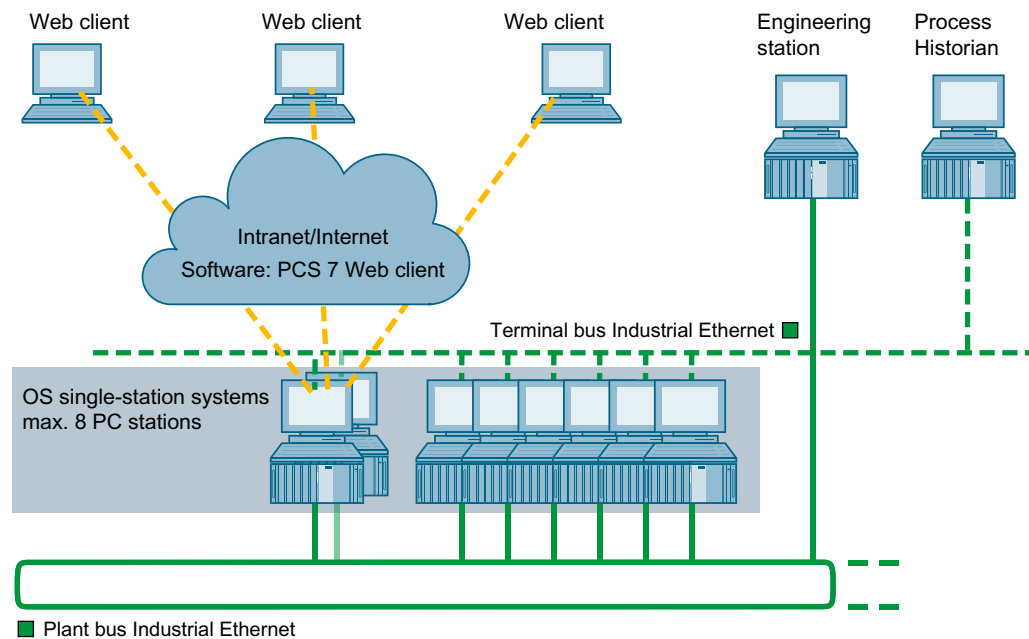 Web client
Web client
Web client
Engineering
station
Process
Historian
Intranet/Internet
Software: PCS 7 Web client
Terminal bus Industrial Ethernet
OS single-station systems
max. 8 PC stations
Plant bus Industrial Ethernet